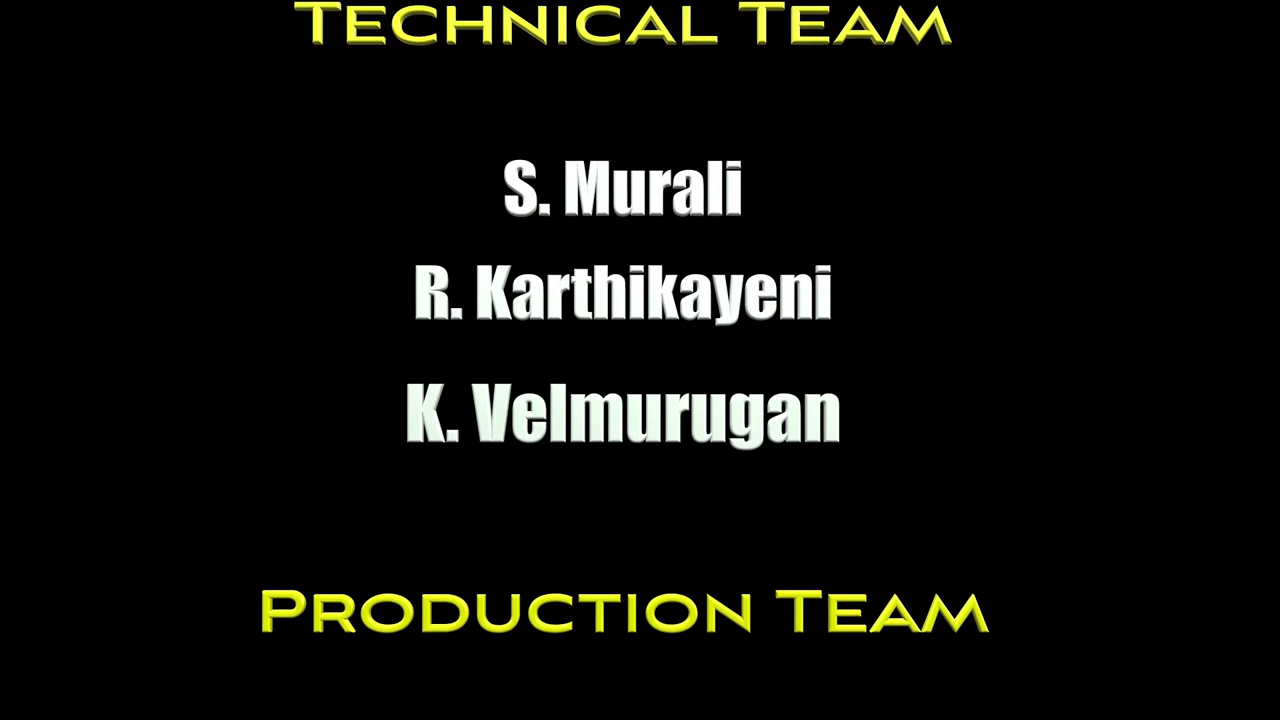 TECHNICAL TEAM
S. Murali
R. Karthikayeni
K. Velmurugan
PRODUCTION TEAM